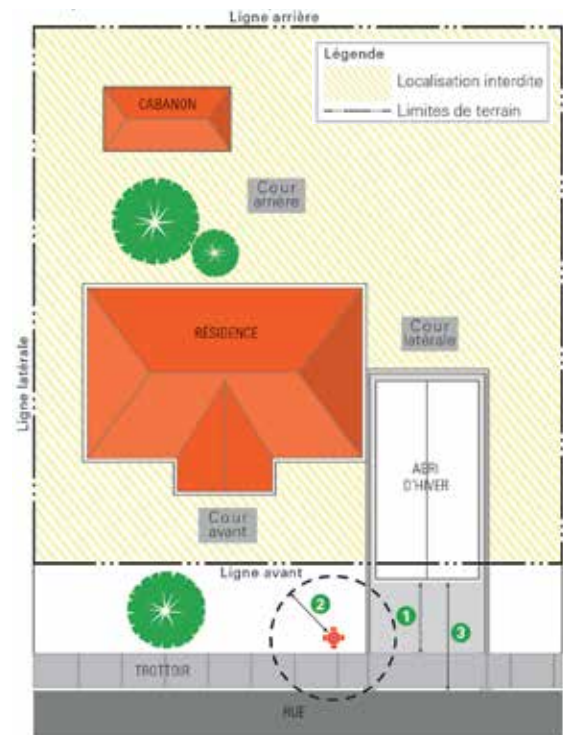 Ligne arrière
Légende
Localisation interdite
Limites de terrain
CABANON
Cour
arrière
RÉSIDENCE
Cour
latérale
Ligne latérale
ABRI
D'HIVER
Cour
avant
Ligne avant
2
1
3
TROTTOIR
RUE